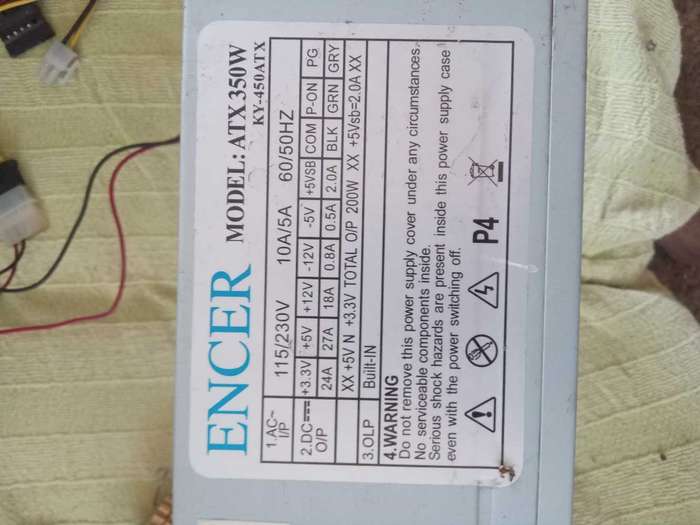 ENCER
MODEL: ATX 350W
KY-450ATX
1.AC~ I/P 115/230V 10A/5A 60/50HZ
2.DC O/P +3.3V +5V +12V -12V -5V +5VSB COM P-ON PG
24A 27A 18A 0.8A 0.5A 2.0A BLK GRN GRY
XX +5V N +3.3V TOTAL O/P 200W XX +5Vsb=2.0A XX
3.OLP Built-IN
4.WARNING
Do not remove this power supply cover under any circumstances.
No serviceable components inside.
Serious shock hazards are present inside this power supply case
even with the power switching off.
P4